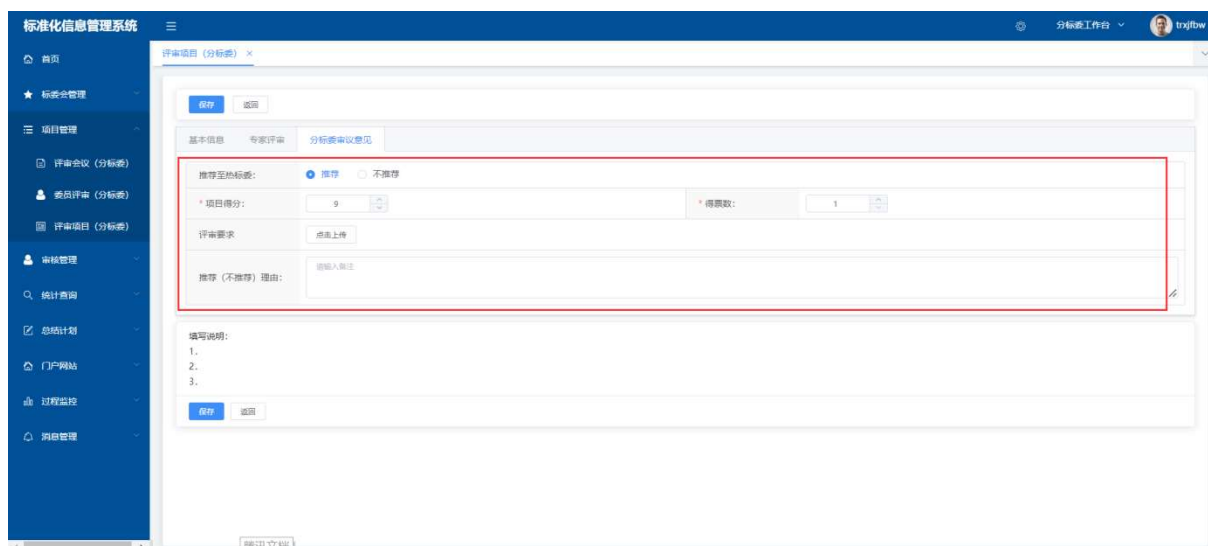 标准化信息管理系统
分标委工作台
trxjfbw
首页
标委会管理
项目管理
评审会议（分标委）
委员评审（分标委）
评审项目（分标委）
审核管理
统计查询
总结计划
门户网站
过程监控
消息管理
评审项目（分标委） ×
保存 返回
基本信息 专家评审 分标委审议意见
推荐至热标委： 推荐 不推荐
* 项目得分： 9 * 得票数： 1
评审要求 点击上传
推荐（不推荐）理由： 请输入备注
填写说明：
1.
2.
3.
保存 返回
腾讯文档